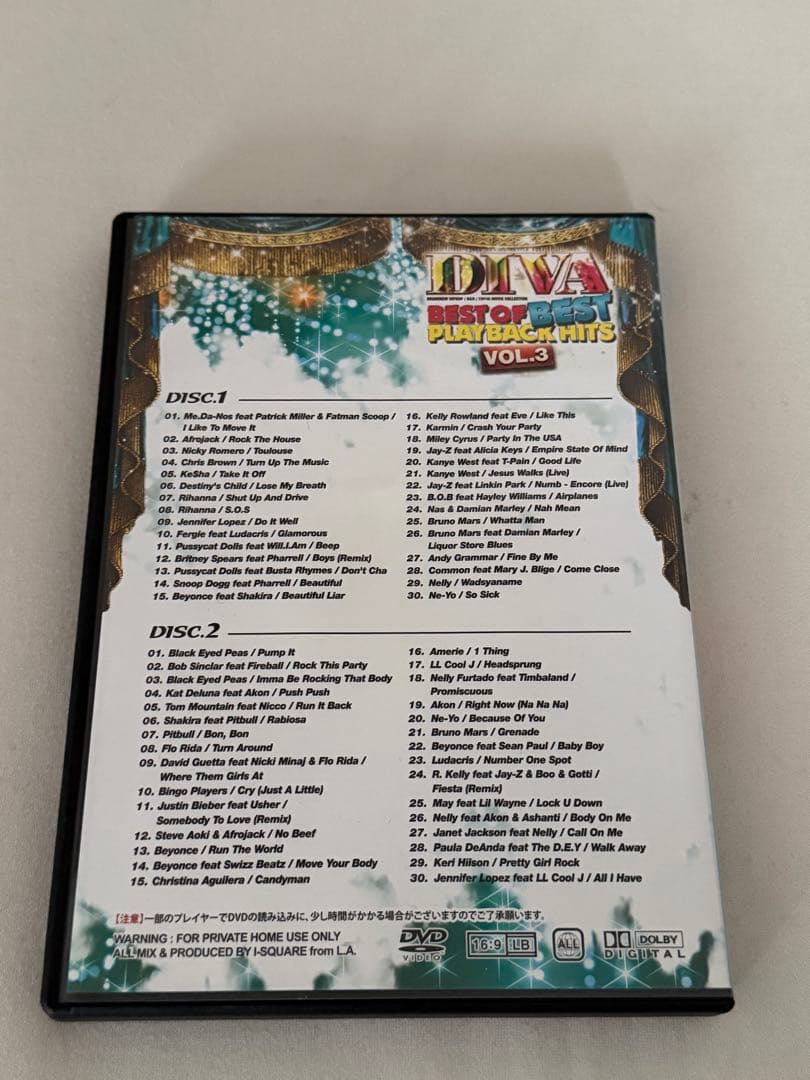 DIVA
BEST OF BEST
PLAYBACK HITS
VOL.3
DISC.1
01. Me.Da-Nos feat Patrick Miller & Fatman Scoop /
I Like To Move It
02. Afrojack / Rock The House
03. Nicky Romero / Toulouse
04. Chris Brown / Turn Up The Music
05. Ke$ha / Take It Off
06. Destiny's Child / Lose My Breath
07. Rihanna / Shut Up And Drive
08. Rihanna / S.O.S
09. Jennifer Lopez / Do It Well
10. Fergie feat Ludacris / Glamorous
11. Pussycat Dolls feat Will.I.Am / Beep
12. Britney Spears feat Pharrell / Boys (Remix)
13. Pussycat Dolls feat Busta Rhymes / Don't Cha
14. Snoop Dogg feat Pharrell / Beautiful
15. Beyonce feat Shakira / Beautiful Liar
16. Kelly Rowland feat Eve / Like This
17. Karmin / Crash Your Party
18. Miley Cyrus / Party In The USA
19. Jay-Z feat Alicia Keys / Empire State Of Mind
20. Kanye West feat T-Pain / Good Life
21. Kanye West / Jesus Walks (Live)
22. Jay-Z feat Linkin Park / Numb - Encore (Live)
23. B.O.B feat Hayley Williams / Airplanes
24. Nas & Damian Marley / Nah Mean
25. Bruno Mars / Whatta Man
26. Bruno Mars feat Damian Marley /
Liquor Store Blues
27. Andy Grammar / Fine By Me
28. Common feat Mary J. Blige / Come Close
29. Nelly / Wadsyaname
30. Ne-Yo / So Sick
DISC.2
01. Black Eyed Peas / Pump It
02. Bob Sinclar feat Fireball / Rock This Party
03. Black Eyed Peas / Imma Be Rocking That Body
04. Kat Deluna feat Akon / Push Push
05. Tom Mountain feat Nicco / Run It Back
06. Shakira feat Pitbull / Rabiosa
07. Pitbull / Bon, Bon
08. Flo Rida / Turn Around
09. David Guetta feat Nicki Minaj & Flo Rida /
Where Them Girls At
10. Bingo Players / Cry (Just A Little)
11. Justin Bieber feat Usher /
Somebody To Love (Remix)
12. Steve Aoki & Afrojack / No Beef
13. Beyonce / Run The World
14. Beyonce feat Swizz Beatz / Move Your Body
15. Christina Aguilera / Candyman
16. Amerie / 1 Thing
17. LL Cool J / Headsprung
18. Nelly Furtado feat Timbaland /
Promiscuous
19. Akon / Right Now (Na Na Na)
20. Ne-Yo / Because Of You
21. Bruno Mars / Grenade
22. Beyonce feat Sean Paul / Baby Boy
23. Ludacris / Number One Spot
24. R. Kelly feat Jay-Z & Boo & Gotti /
Fiesta (Remix)
25. May feat Lil Wayne / Lock U Down
26. Nelly feat Akon & Ashanti / Body On Me
27. Janet Jackson feat Nelly / Call On Me
28. Paula DeAnda feat The D.E.Y / Walk Away
29. Keri Hilson / Pretty Girl Rock
30. Jennifer Lopez feat LL Cool J / All I Have
【注意】一部のプレイヤーでDVDの読み込みに、少し時間がかかる場合がございますのでご了承願います。
WARNING : FOR PRIVATE HOME USE ONLY
ALL MIX & PRODUCED BY I-SQUARE from L.A.
DVD
VIDEO
16:9 LB
ALL
DOLBY
DIGITAL